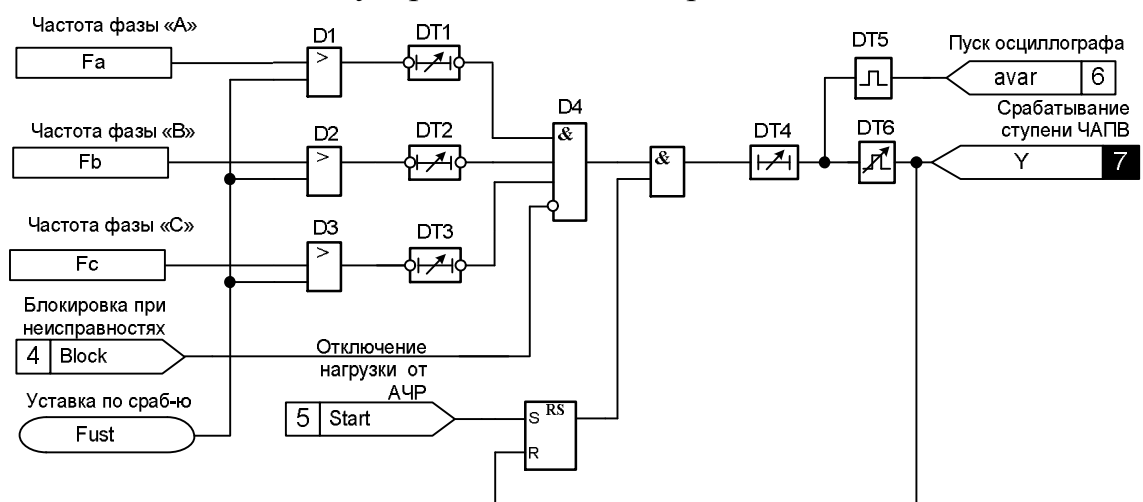 Частота фазы «А»
Fa
D1
>
DT1
Частота фазы «В»
Fb
D2
>
DT2
Частота фазы «С»
Fc
D3
>
DT3
D4
&
&
DT4
DT5
DT6
Пуск осциллографа
avar 6
Срабатывание
ступени ЧАПВ
Y 7
Блокировка при
неисправностях
4 Block
Отключение
нагрузки от
АЧР
5 Start
S RS
R
Уставка по сраб-ю
Fust